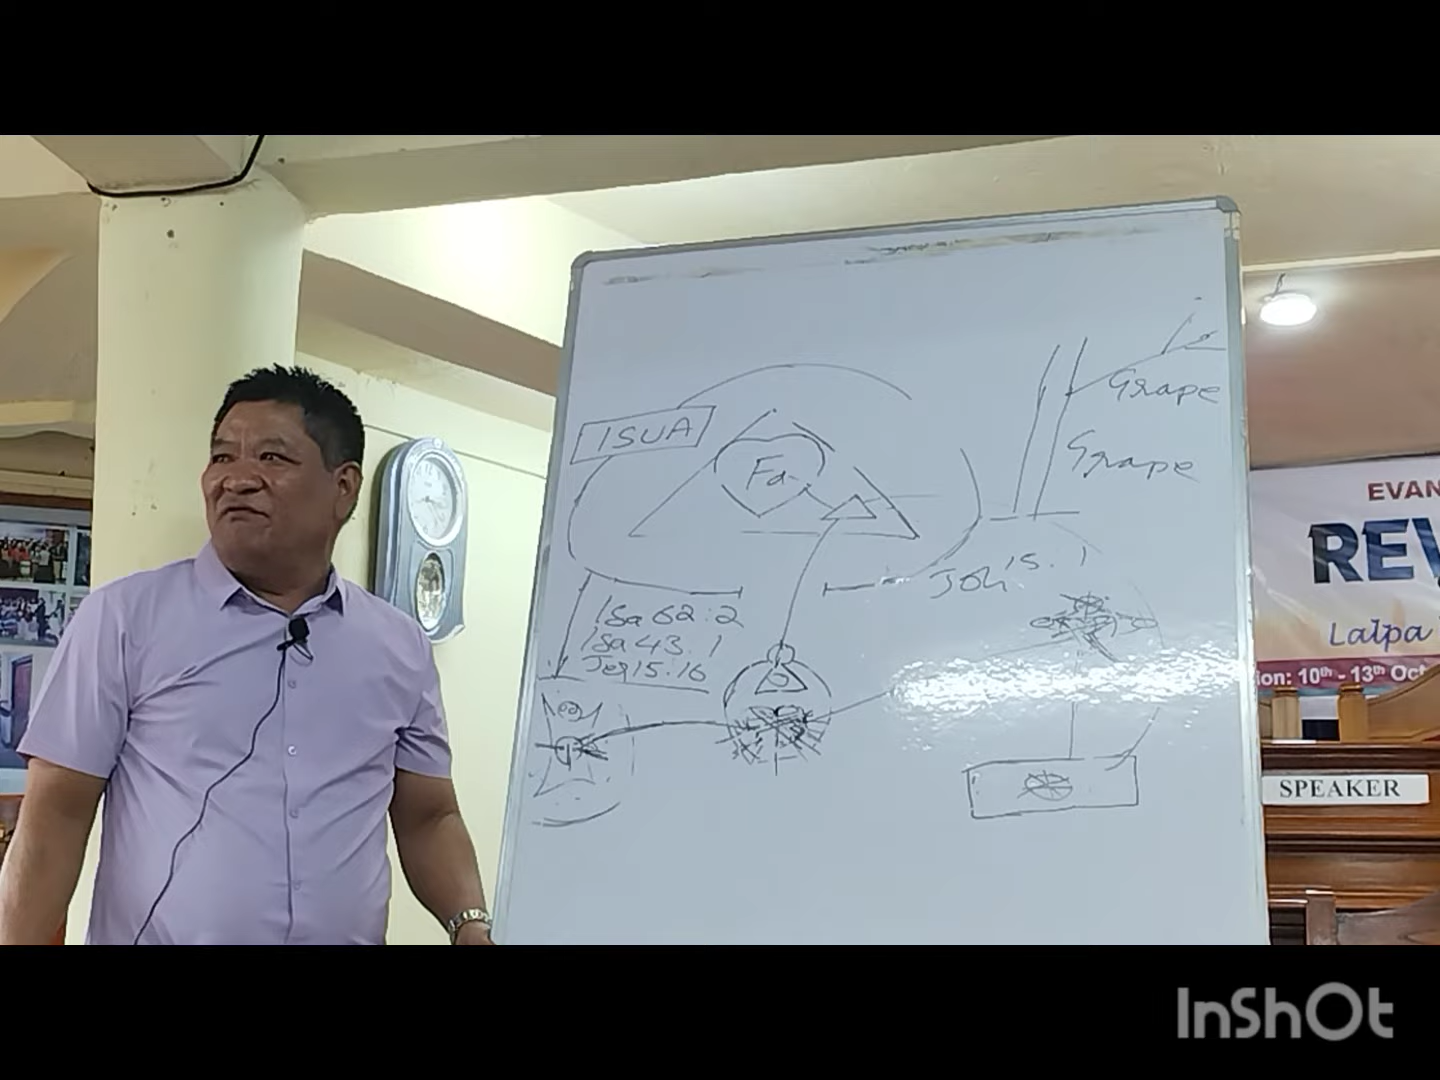 ISUA
Fa
Grape
Grape
Joh 15. 1
Isa 62:2
Isa 43. 1
Jer 15:16
EVAN
REV
Lalpa
ion: 10th - 13th Oct
SPEAKER
InShOt